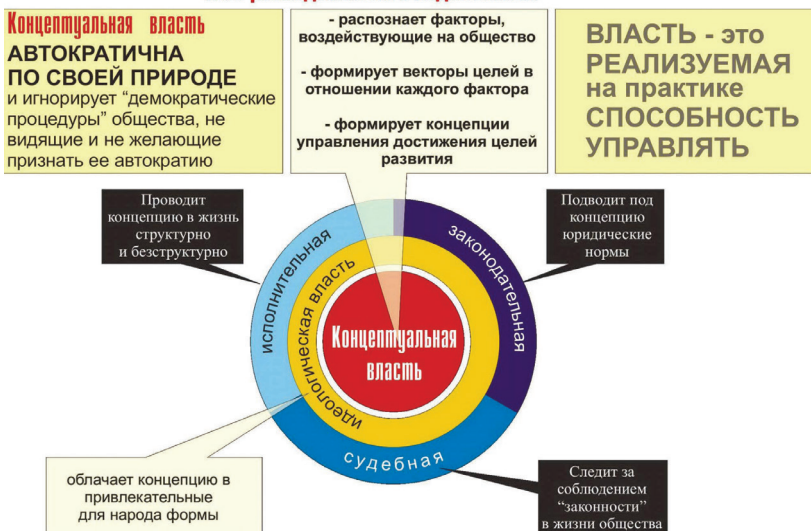 Концептуальная власть
АВТОКРАТИЧНА
ПО СВОЕЙ ПРИРОДЕ
и игнорирует “демократические
процедуры” общества, не
видящие и не желающие
признать ее автократию
- распознает факторы,
воздействующие на общество
- формирует векторы целей в
отношении каждого фактора
- формирует концепции
управления достижения целей
развития
ВЛАСТЬ - это
РЕАЛИЗУЕМАЯ
на практике
СПОСОБНОСТЬ
УПРАВЛЯТЬ
Проводит
концепцию в жизнь
структурно
и безструктурно
Подводит под
концепцию
юридические
нормы
исполнительная
законодательная
идеологическая власть
Концептуальная
власть
судебная
облачает концепцию в
привлекательные
для народа формы
Следит за
соблюдением
“законности”
в жизни общества